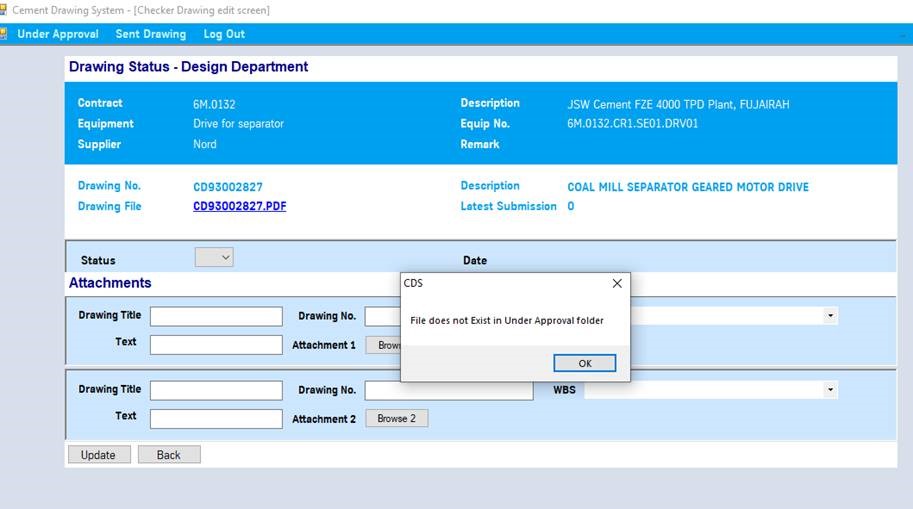 Cement Drawing System - [Checker Drawing edit screen]
Under Approval Sent Drawing Log Out
Drawing Status - Design Department
Contract 6M.0132 Description JSW Cement FZE 4000 TPD Plant, FUJAIRAH
Equipment Drive for separator Equip No. 6M.0132.CR1.SE01.DRV01
Supplier Nord Remark
Drawing No. CD93002827 Description COAL MILL SEPARATOR GEARED MOTOR DRIVE
Drawing File CD93002827.PDF Latest Submission 0
Status Date
Attachments
CDS
Drawing Title Drawing No. File does not Exist in Under Approval folder
Text Attachment 1
OK
Drawing Title Drawing No. WBS
Text Attachment 2 Browse 2
Update Back